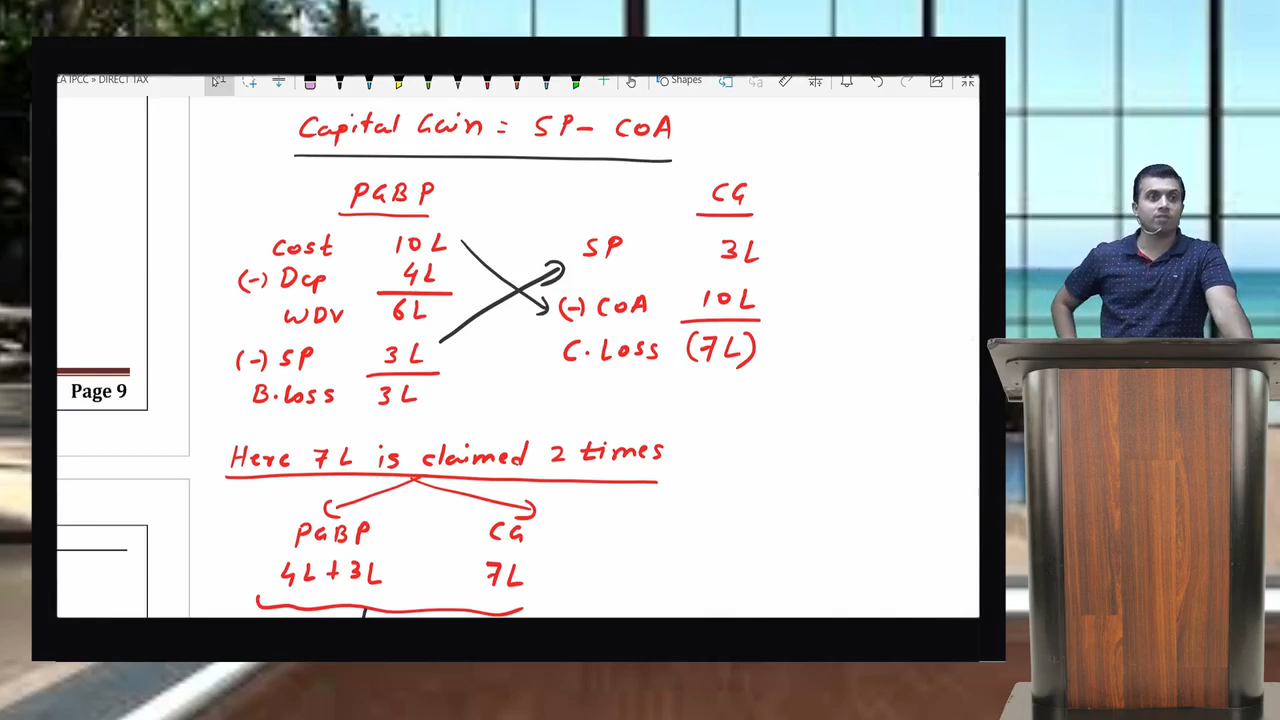 CA IPCC » DIRECT TAX
Shapes
Capital Gain = SP - COA
PGBP
CG
Cost 10L
SP 3L
(-) Dep 4L
WDV 6L
(-) COA 10L
(-) SP 3L
C. Loss (7L)
B. Loss 3L
Page 9
Here 7L is claimed 2 times
PGBP CG
4L + 3L 7L